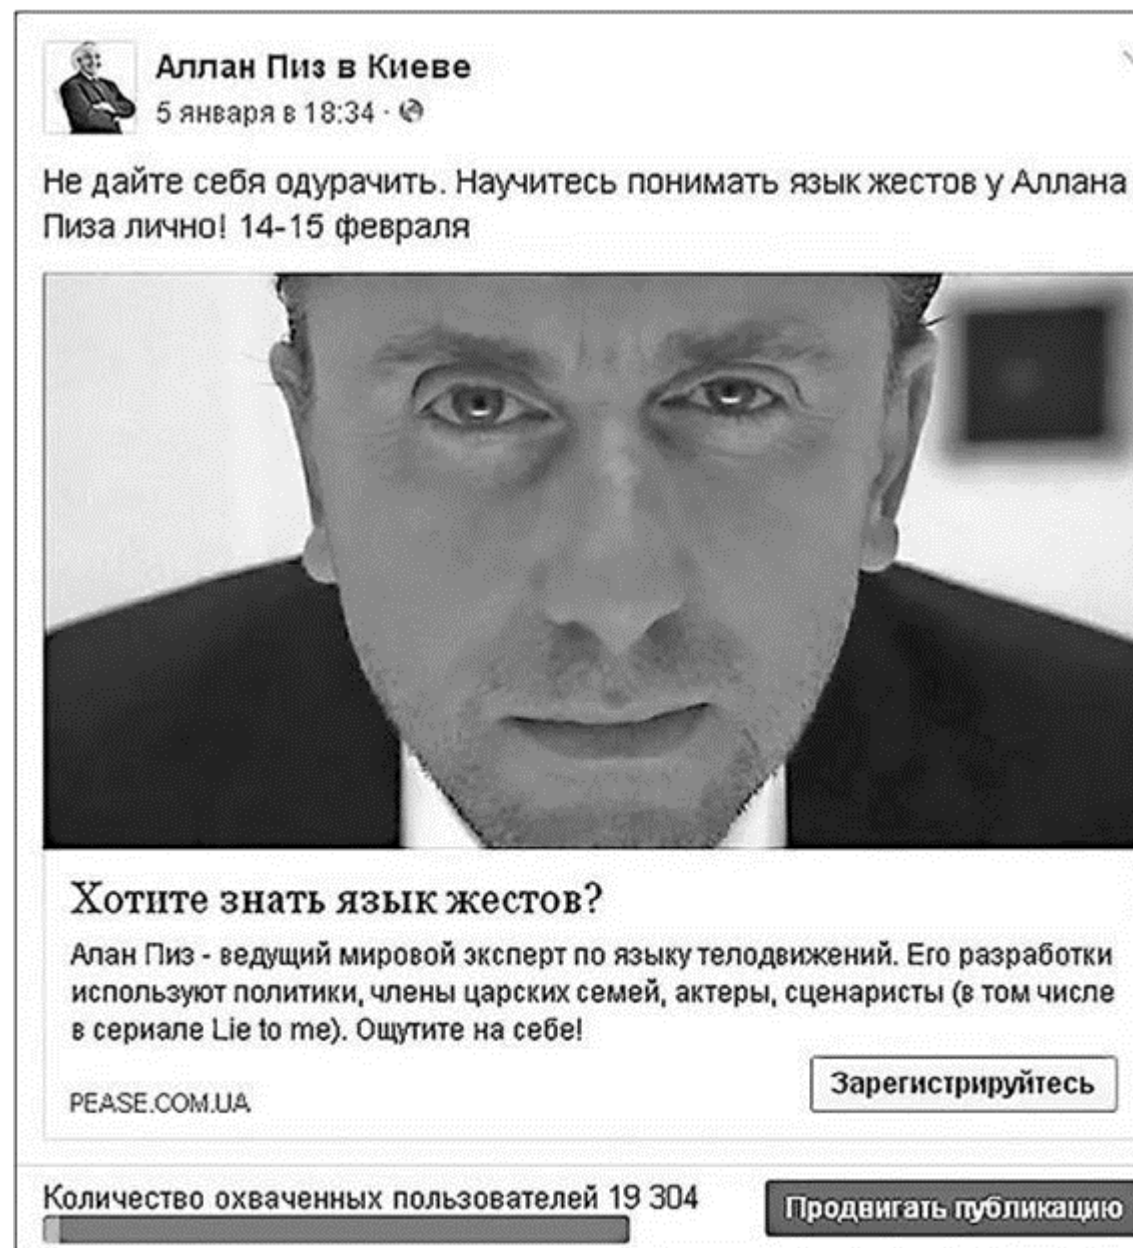 Аллан Пиз в Киеве
5 января в 18:34 ·
Не дайте себя одурачить. Научитесь понимать язык жестов у Аллана
Пиза лично! 14-15 февраля
Хотите знать язык жестов?
Алан Пиз - ведущий мировой эксперт по языку телодвижений. Его разработки
используют политики, члены царских семей, актеры, сценаристы (в том числе
в сериале Lie to me). Ощутите на себе!
Зарегистрируйтесь
PEASE.COM.UA
Количество охваченных пользователей 19 304
Продвигать публикацию